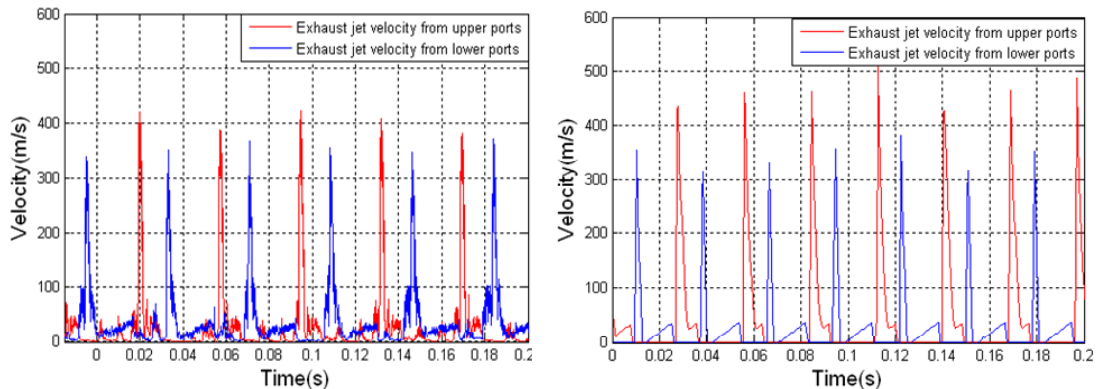 600
500
400
300
200
100
0
Velocity(m/s)
Exhaust jet velocity from upper ports
Exhaust jet velocity from lower ports
0 0.02 0.04 0.06 0.08 0.1 0.12 0.14 0.16 0.18 0.2
Time(s)
600
500
400
300
200
100
0
Velocity(m/s)
Exhaust jet velocity from upper ports
Exhaust jet velocity from lower ports
0 0.02 0.04 0.06 0.08 0.1 0.12 0.14 0.16 0.18 0.2
Time(s)